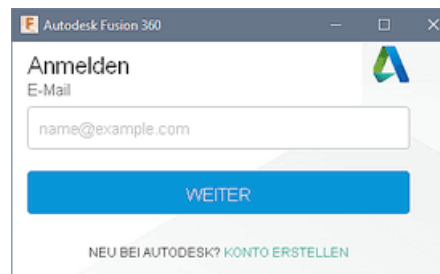 Autodesk Fusion 360
Anmelden
E-Mail
name@example.com
WEITER
NEU BEI AUTODESK? KONTO ERSTELLEN